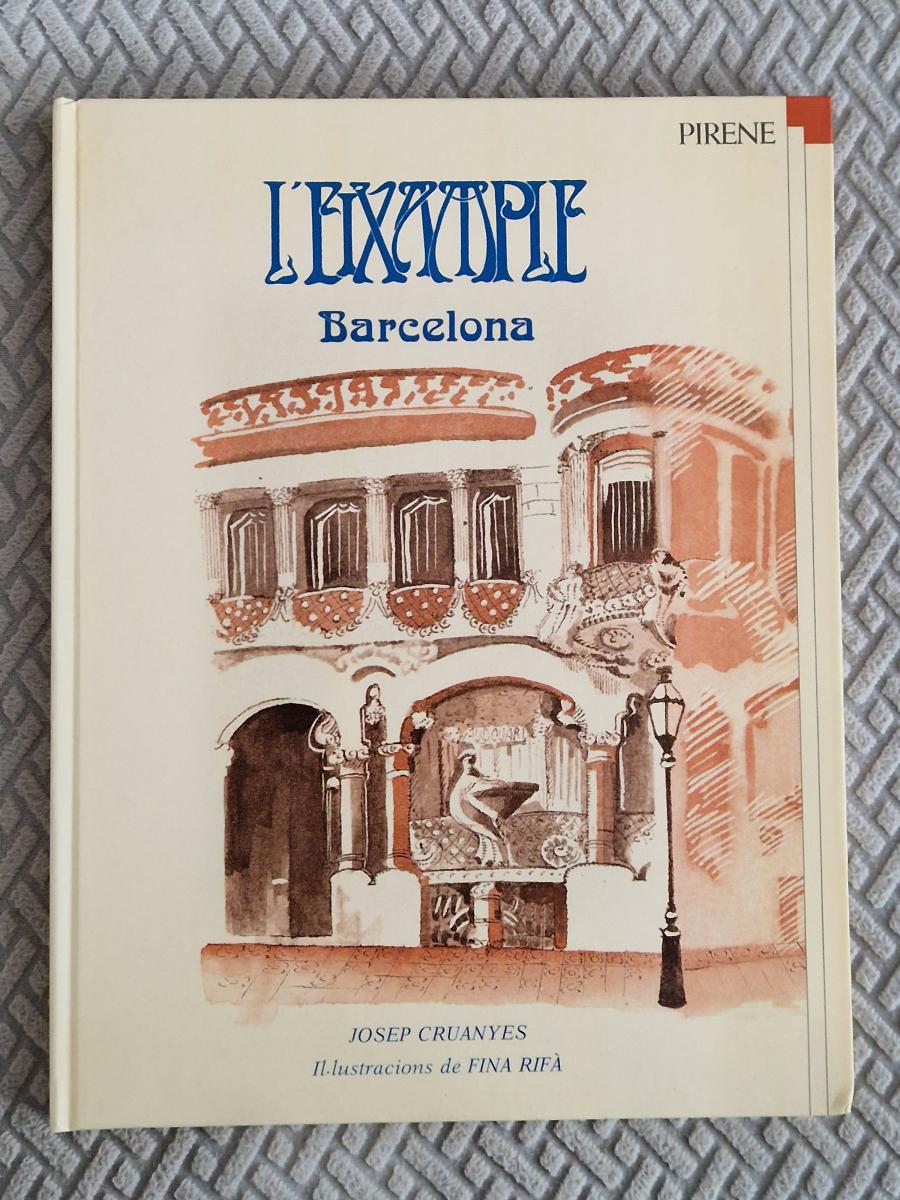 PIRENE
L'EIXAMPLE
Barcelona
JOSEP CRUANYES
Il·lustracions de FINA RIFÀ